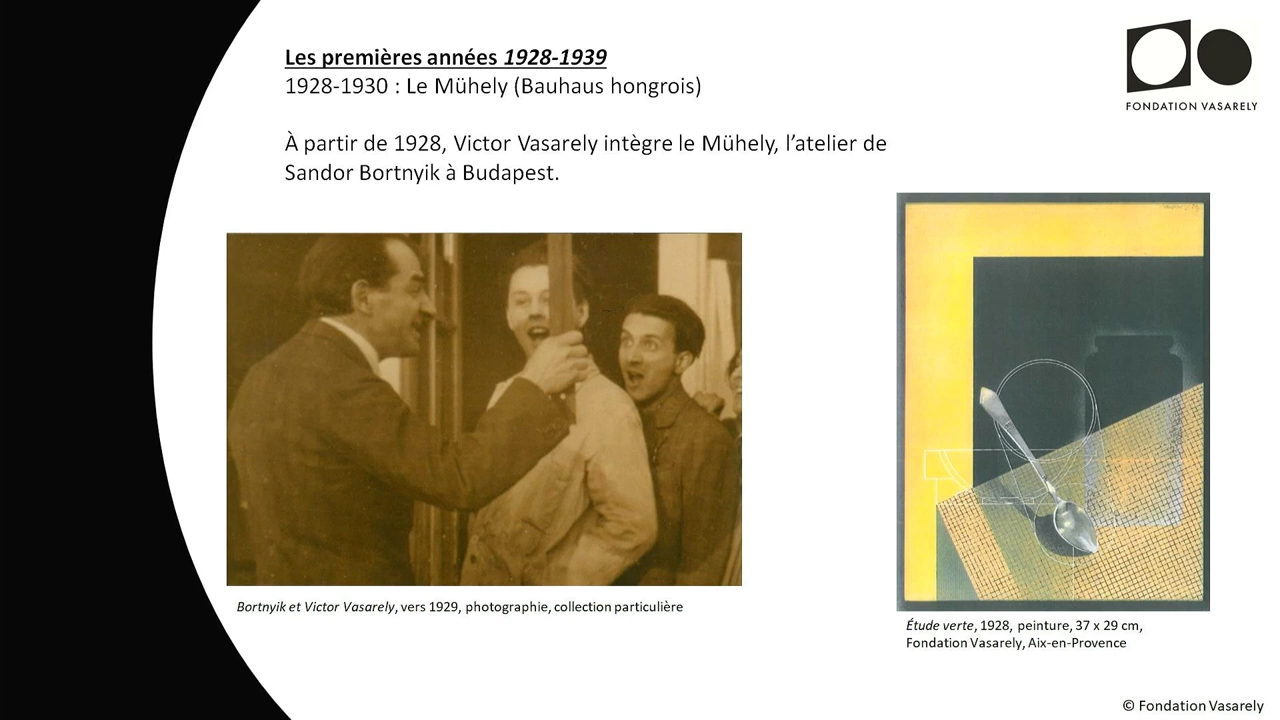 Les premières années 1928-1939
1928-1930 : Le Mühely (Bauhaus hongrois)
À partir de 1928, Victor Vasarely intègre le Mühely, l’atelier de
Sandor Bortnyik à Budapest.
FONDATION VASARELY
Bortnyik et Victor Vasarely, vers 1929, photographie, collection particulière
Étude verte, 1928, peinture, 37 x 29 cm,
Fondation Vasarely, Aix-en-Provence
© Fondation Vasarely